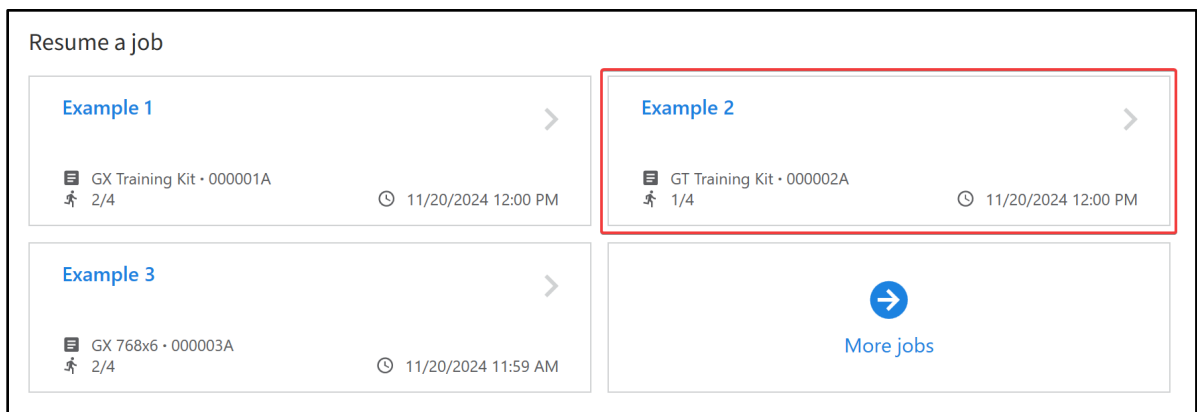 Resume a job
Example 1
GX Training Kit • 000001A
2/4
11/20/2024 12:00 PM
Example 2
GT Training Kit • 000002A
1/4
11/20/2024 12:00 PM
Example 3
GX 768x6 • 000003A
2/4
11/20/2024 11:59 AM
More jobs